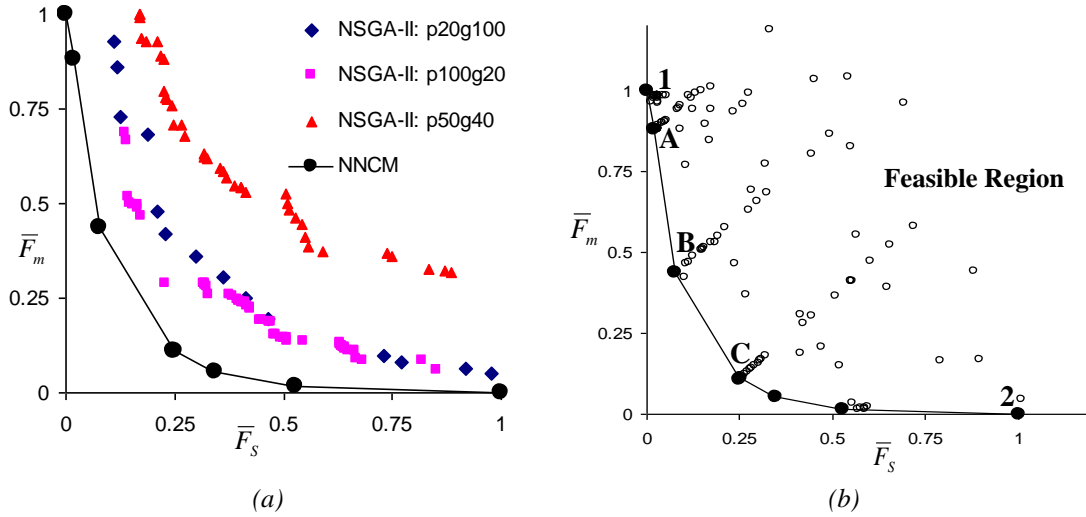 1
0.75
0.5
F̅m
0.25
0
0
0.25
0.5
0.75
1
F̅S
NSGA-II: p20g100
NSGA-II: p100g20
NSGA-II: p50g40
NNCM
(a)
1
0.75
0.5
F̅m
0.25
0
0
0.25
0.5
0.75
1
F̅S
1
A
B
C
2
Feasible Region
(b)